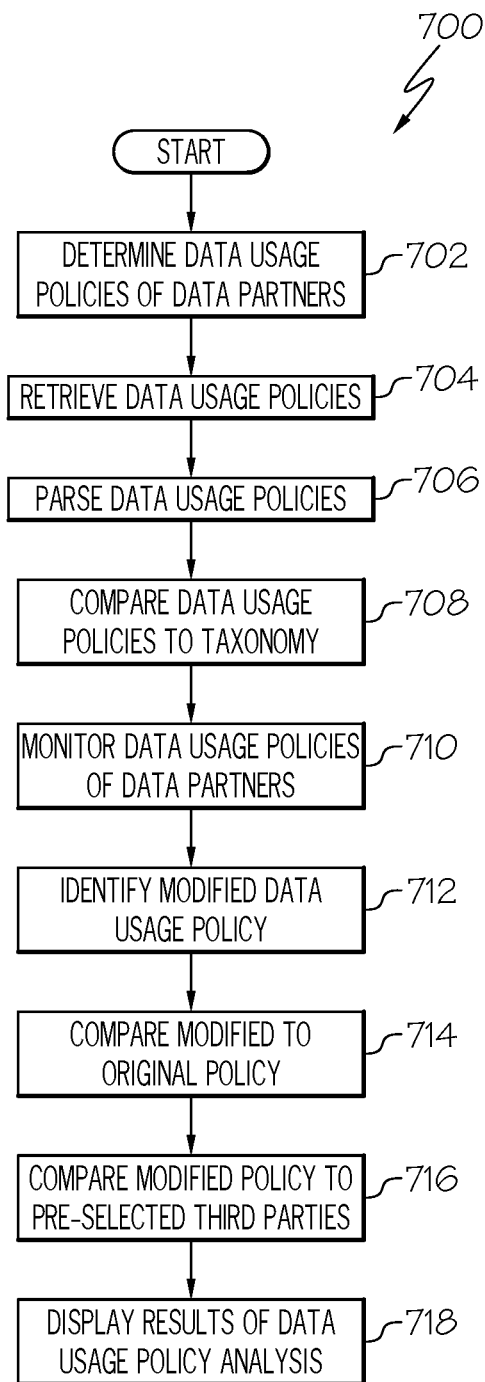 700
START
DETERMINE DATA USAGE
POLICIES OF DATA PARTNERS
702
RETRIEVE DATA USAGE POLICIES
704
PARSE DATA USAGE POLICIES
706
COMPARE DATA USAGE
POLICIES TO TAXONOMY
708
MONITOR DATA USAGE POLICIES
OF DATA PARTNERS
710
IDENTIFY MODIFIED DATA
USAGE POLICY
712
COMPARE MODIFIED TO
ORIGINAL POLICY
714
COMPARE MODIFIED POLICY TO
PRE-SELECTED THIRD PARTIES
716
DISPLAY RESULTS OF DATA
USAGE POLICY ANALYSIS
718